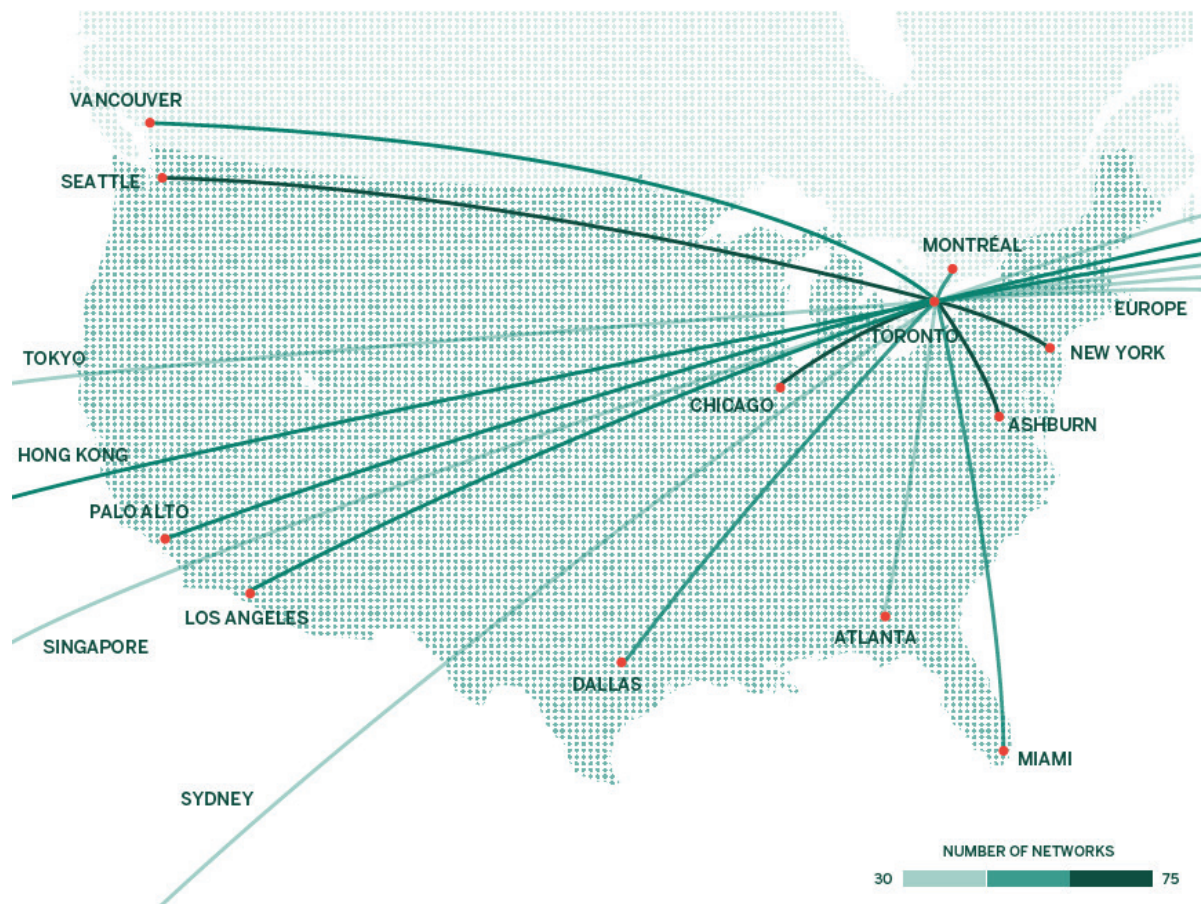 VANCOUVER
SEATTLE
MONTRÉAL
EUROPE
TORONTO
TOKYO
NEW YORK
CHICAGO
ASHBURN
HONG KONG
PALO ALTO
LOS ANGELES
SINGAPORE
ATLANTA
DALLAS
MIAMI
SYDNEY
NUMBER OF NETWORKS
30 75